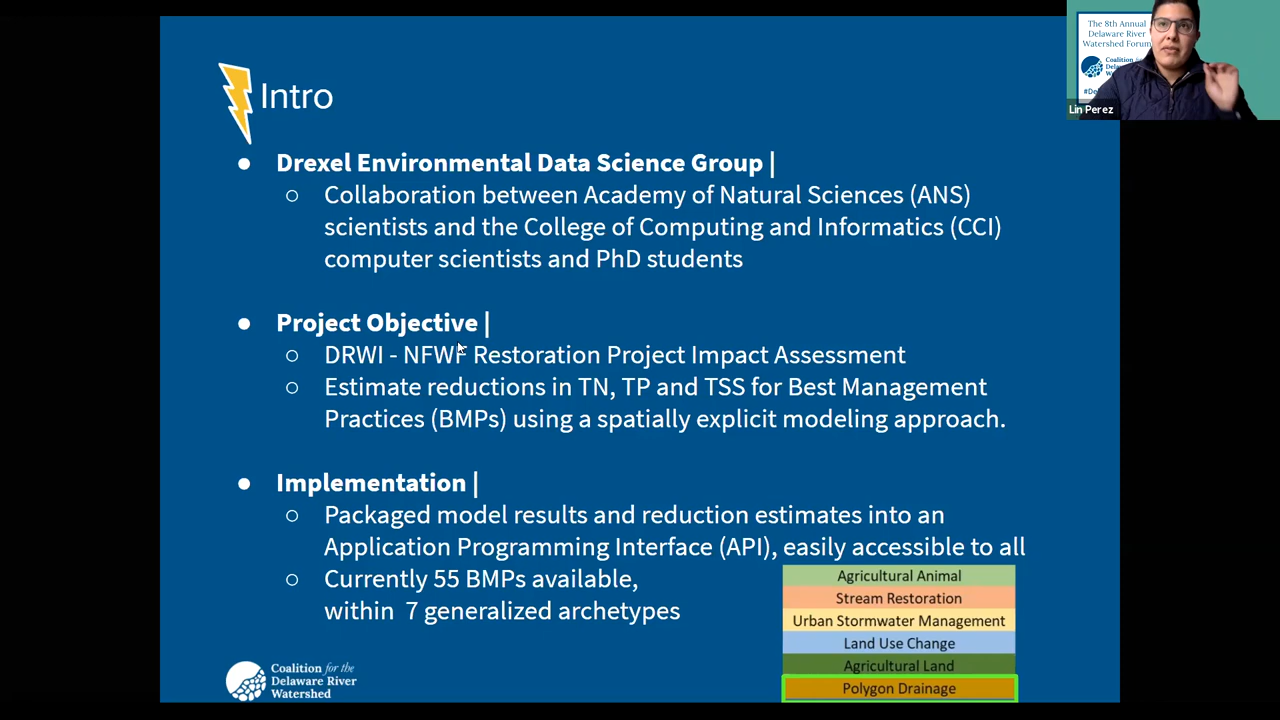 Intro
● Drexel Environmental Data Science Group |
○ Collaboration between Academy of Natural Sciences (ANS)
scientists and the College of Computing and Informatics (CCI)
computer scientists and PhD students
● Project Objective |
○ DRWI - NFWF Restoration Project Impact Assessment
○ Estimate reductions in TN, TP and TSS for Best Management
Practices (BMPs) using a spatially explicit modeling approach.
● Implementation |
○ Packaged model results and reduction estimates into an
Application Programming Interface (API), easily accessible to all
○ Currently 55 BMPs available,
within 7 generalized archetypes
Agricultural Animal
Stream Restoration
Urban Stormwater Management
Land Use Change
Agricultural Land
Polygon Drainage
Coalition for the
Delaware River
Watershed
The 8th Annual
Delaware River
Watershed Forum
Lin Perez